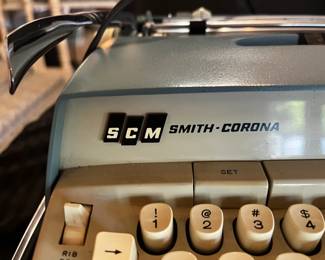 SCM SMITH-CORONA
SET
! @ # $
1 2 3 4
RIB